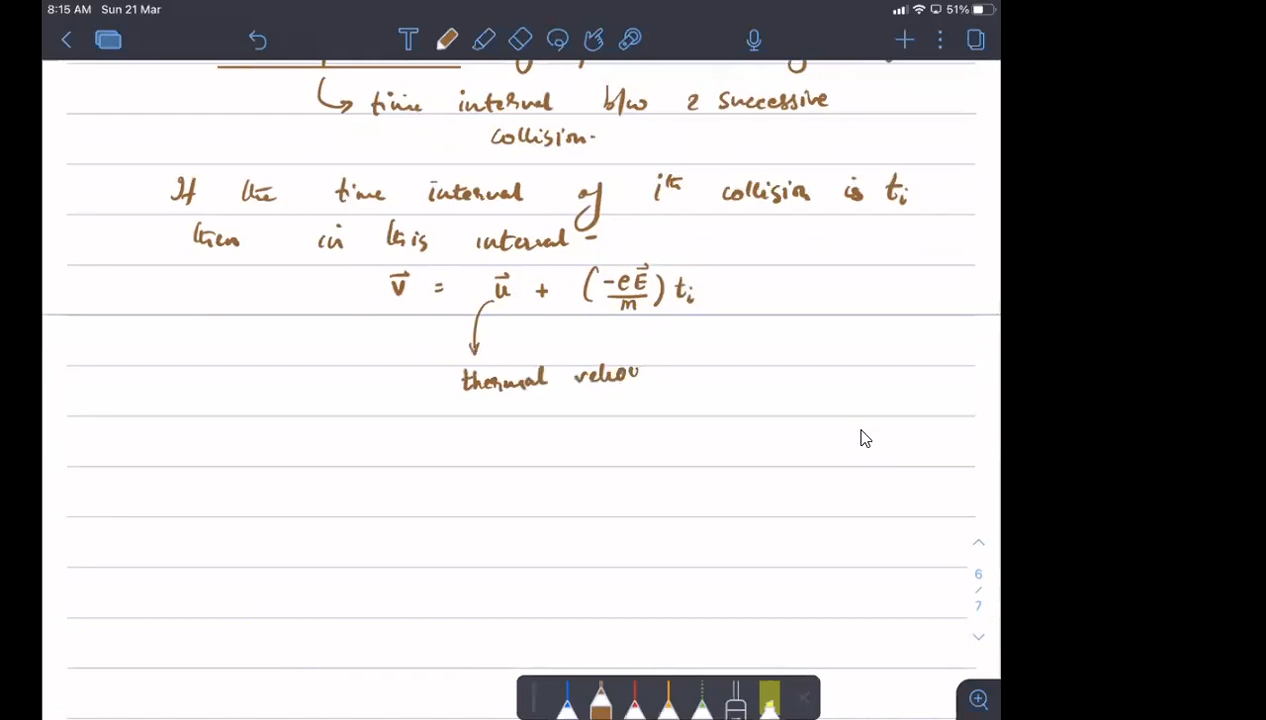 8:15 AM Sun 21 Mar
51%
T
↳ time interval b/w 2 successive
collision.
If the time interval of iᵗʰ collision is tᵢ
then in this interval -
v⃗ = u⃗ + (-eE⃗/m) tᵢ
thermal veloc
6
/
7